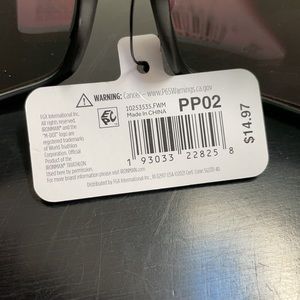 WARNING: Cancer - www.P65Warnings.ca.gov
10253535.FWM
Made in CHINA
PP02
FGX International Inc.
All rights reserved.
IRONMAN® and the
"M-DOT" logo are
registered trademarks
of World Triathlon
Corporation. Official
Product of the
IRONMAN® TRIATHLON
Used here by permission.
For more brand information please visit IRONMAN.com
1 93033 22825 8
$14.97
Distributed by FGX International Inc.,